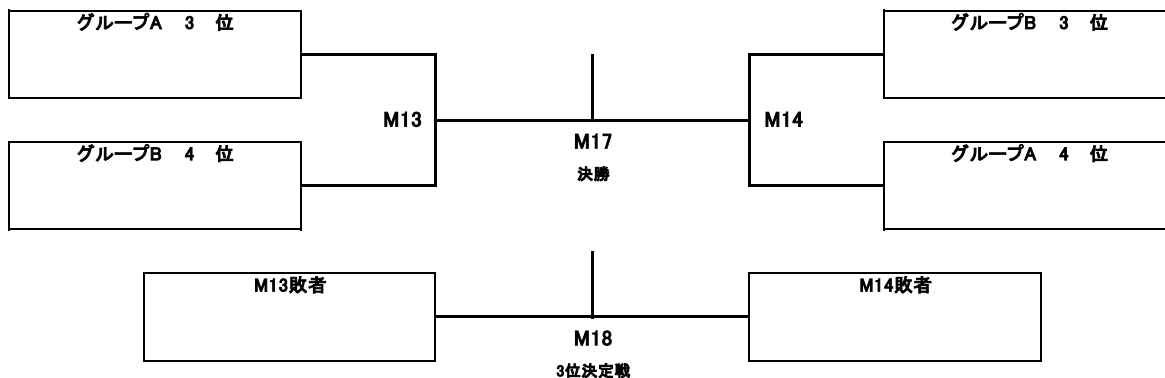 グループA　3　位
グループB　3　位
M13
M14
M17
決勝
グループB　4　位
グループA　4　位
M13敗者
M14敗者
M18
3位決定戦